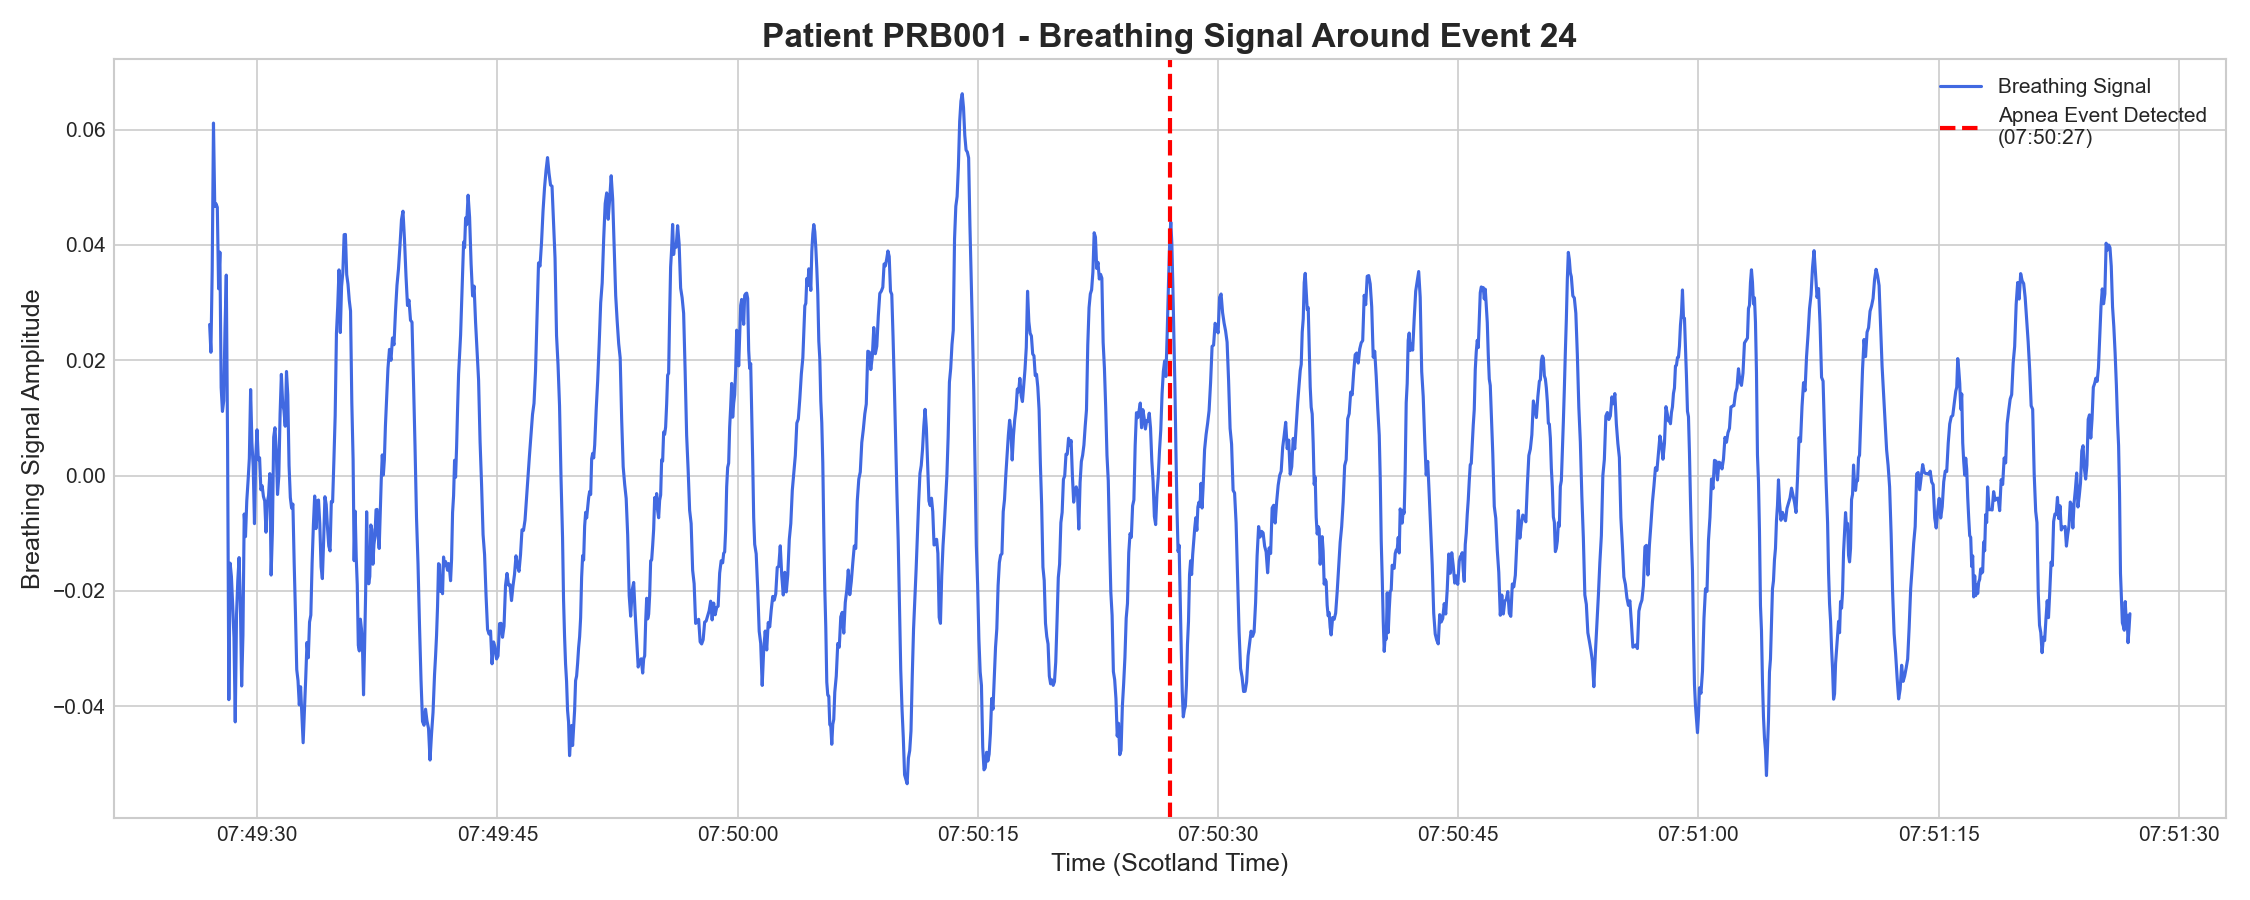 Patient PRB001 - Breathing Signal Around Event 24
Breathing Signal
Apnea Event Detected
(07:50:27)
Breathing Signal Amplitude
0.06
0.04
0.02
0.00
−0.02
−0.04
07:49:30 07:49:45 07:50:00 07:50:15 07:50:30 07:50:45 07:51:00 07:51:15 07:51:30
Time (Scotland Time)